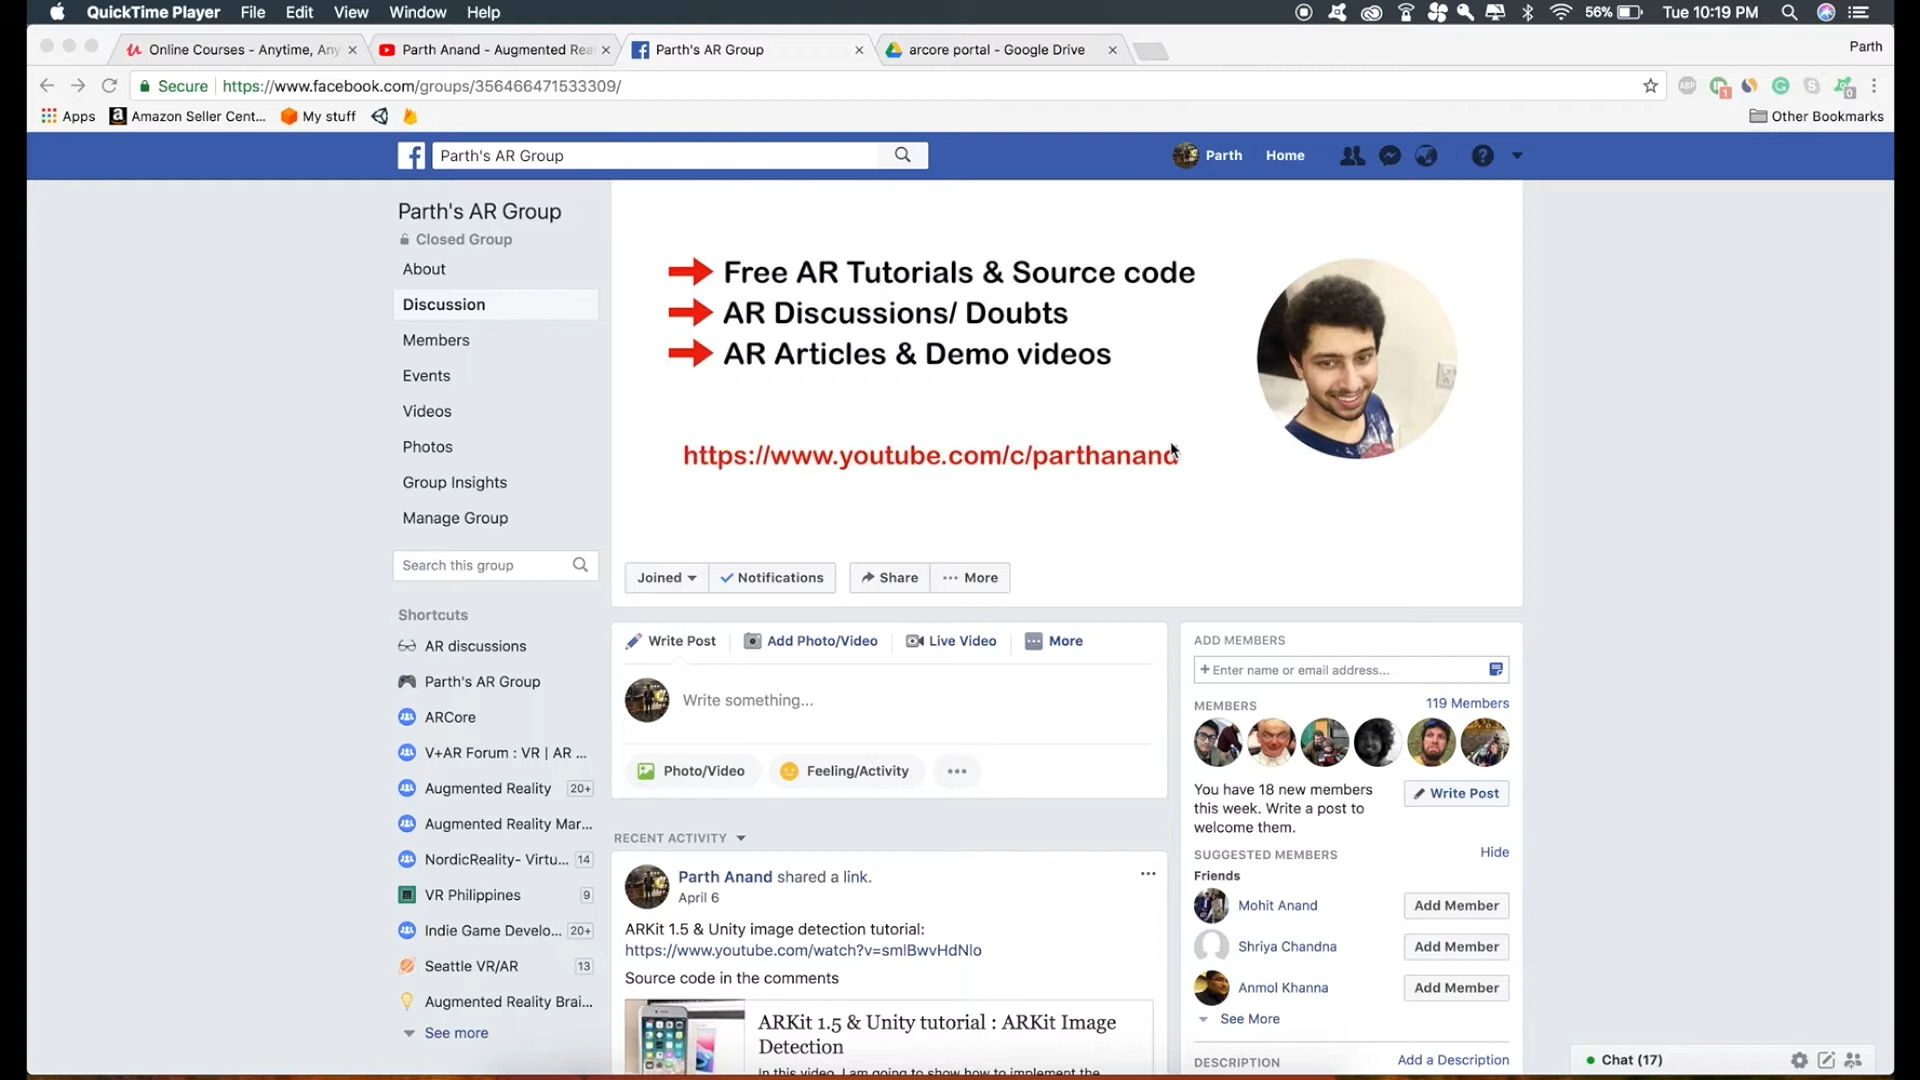 QuickTime Player File Edit View Window Help 56% Tue 10:19 PM
Online Courses - Anytime, Any Parth Anand - Augmented Rea Parth's AR Group arcore portal - Google Drive Parth
Secure https://www.facebook.com/groups/356466471533309/
Apps Amazon Seller Cent... My stuff Other Bookmarks
Parth's AR Group Parth Home
Parth's AR Group
Closed Group
About
Discussion
Members
Events
Videos
Photos
Group Insights
Manage Group
Search this group
Shortcuts
AR discussions
Parth's AR Group
ARCore
V+AR Forum : VR | AR ...
Augmented Reality 20+
Augmented Reality Mar...
NordicReality- Virtu... 14
VR Philippines 9
Indie Game Develo... 20+
Seattle VR/AR 13
Augmented Reality Brai...
See more
Free AR Tutorials & Source code
AR Discussions/ Doubts
AR Articles & Demo videos
https://www.youtube.com/c/parthanand
Joined Notifications Share More
Write Post Add Photo/Video Live Video More
Write something...
Photo/Video Feeling/Activity
RECENT ACTIVITY
Parth Anand shared a link.
April 6
ARKit 1.5 & Unity image detection tutorial:
https://www.youtube.com/watch?v=smlBwvHdNlo
Source code in the comments
ARKit 1.5 & Unity tutorial : ARKit Image
Detection
In this video, I am going to show how to implement the
ADD MEMBERS
+ Enter name or email address...
MEMBERS 119 Members
You have 18 new members
this week. Write a post to
welcome them.
Write Post
SUGGESTED MEMBERS Hide
Friends
Mohit Anand Add Member
Shriya Chandna Add Member
Anmol Khanna Add Member
See More
DESCRIPTION Add a Description
Chat (17)